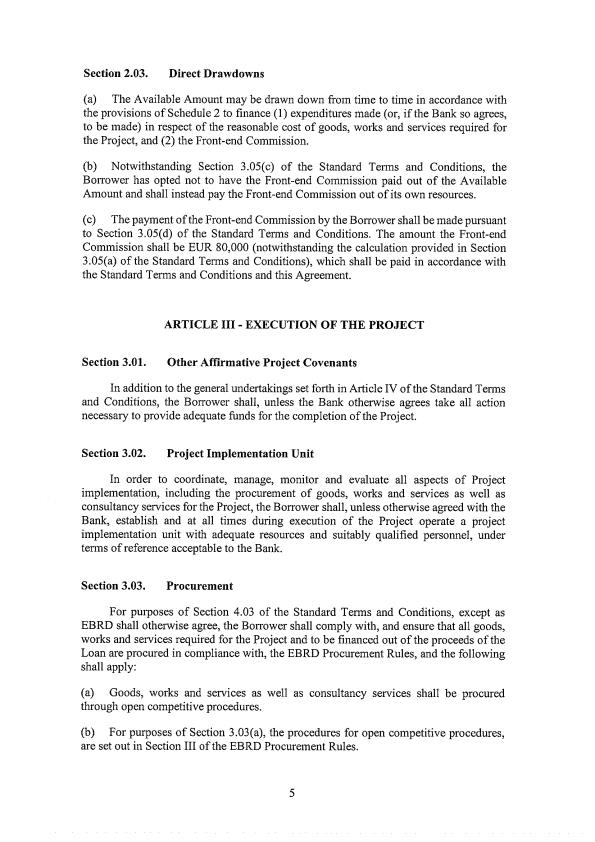 Section 2.03. Direct Drawdowns
(a) The Available Amount may be drawn down from time to time in accordance with
the provisions of Schedule 2 to finance (1) expenditures made (or, if the Bank so agrees,
to be made) in respect of the reasonable cost of goods, works and services required for
the Project, and (2) the Front-end Commission.
(b) Notwithstanding Section 3.05(c) of the Standard Terms and Conditions, the
Borrower has opted not to have the Front-end Commission paid out of the Available
Amount and shall instead pay the Front-end Commission out of its own resources.
(c) The payment of the Front-end Commission by the Borrower shall be made pursuant
to Section 3.05(d) of the Standard Terms and Conditions. The amount the Front-end
Commission shall be EUR 80,000 (notwithstanding the calculation provided in Section
3.05(a) of the Standard Terms and Conditions), which shall be paid in accordance with
the Standard Terms and Conditions and this Agreement.
ARTICLE III - EXECUTION OF THE PROJECT
Section 3.01. Other Affirmative Project Covenants
In addition to the general undertakings set forth in Article IV of the Standard Terms
and Conditions, the Borrower shall, unless the Bank otherwise agrees take all action
necessary to provide adequate funds for the completion of the Project.
Section 3.02. Project Implementation Unit
In order to coordinate, manage, monitor and evaluate all aspects of Project
implementation, including the procurement of goods, works and services as well as
consultancy services for the Project, the Borrower shall, unless otherwise agreed with the
Bank, establish and at all times during execution of the Project operate a project
implementation unit with adequate resources and suitably qualified personnel, under
terms of reference acceptable to the Bank.
Section 3.03. Procurement
For purposes of Section 4.03 of the Standard Terms and Conditions, except as
EBRD shall otherwise agree, the Borrower shall comply with, and ensure that all goods,
works and services required for the Project and to be financed out of the proceeds of the
Loan are procured in compliance with, the EBRD Procurement Rules, and the following
shall apply:
(a) Goods, works and services as well as consultancy services shall be procured
through open competitive procedures.
(b) For purposes of Section 3.03(a), the procedures for open competitive procedures,
are set out in Section III of the EBRD Procurement Rules.
5